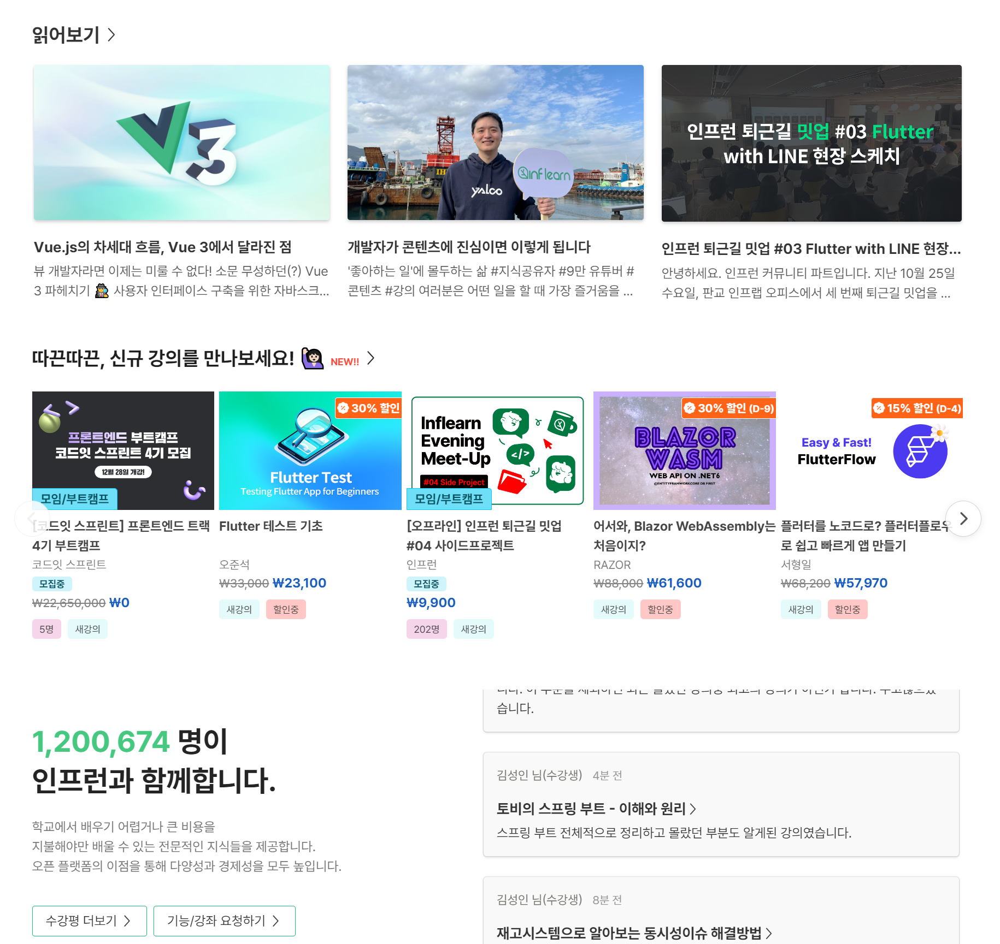 읽어보기
V3
IH
yalco
inflearn
인프런 퇴근길 밋업 #03 Flutter
with LINE 현장 스케치
Vue.js의 차세대 흐름, Vue 3에서 달라진 점
뷰 개발자라면 이제는 미룰 수 없다! 소문 무성하던(?) Vue
3 파헤치기 🕵️ 사용자 인터페이스 구축을 위한 자바스크...
개발자가 콘텐츠에 진심이면 이렇게 됩니다
'좋아하는 일'에 몰두하는 삶 #지식공유자 #9만 유튜버 #
콘텐츠 #강의 여러분은 어떤 일을 할 때 가장 즐거움을 ...
인프런 퇴근길 밋업 #03 Flutter with LINE 현장...
안녕하세요. 인프런 커뮤니티 파트입니다. 지난 10월 25일
수요일, 판교 인프랩 오피스에서 세 번째 퇴근길 밋업을 ...
따끈따끈, 신규 강의를 만나보세요! 🙋🏻‍♀️ NEW!!
프론트엔드 부트캠프
코드잇 스프린트 4기 모집
12월 28일 개강!
모임/부트캠프
[코드잇 스프린트] 프론트엔드 트랙
4기 부트캠프
코드잇 스프린트
모집중
₩22,650,000 ₩0
5명 새강의
30% 할인
Flutter Test
Testing Flutter App for Beginners
Flutter 테스트 기초
오준석
₩33,000 ₩23,100
새강의 할인중
Inflearn
Evening
Meet-Up
</>
#04 Side Project
모임/부트캠프
[오프라인] 인프런 퇴근길 밋업
#04 사이드프로젝트
인프런
모집중
₩9,900
202명 새강의
30% 할인 (D-9)
BLAZOR
WASM
WEB API ON .NET6
@ENTITYFRAMWORKCORE DB FIRST
어서와, Blazor WebAssembly는
처음이지?
RAZOR
₩88,000 ₩61,600
새강의 할인중
15% 할인 (D-4)
Easy & Fast!
FlutterFlow
플러터를 노코드로? 플러터플로우
로 쉽고 빠르게 앱 만들기
서형일
₩68,200 ₩57,970
새강의 할인중
1,200,674 명이
인프런과 함께합니다.
학교에서 배우기 어렵거나 큰 비용을
지불해야만 배울 수 있는 전문적인 지식들을 제공합니다.
오픈 플랫폼의 이점을 통해 다양성과 경제성을 모두 높입니다.
수강평 더보기
기능/강좌 요청하기
습니다.
김성인 님(수강생) 4분 전
토비의 스프링 부트 - 이해와 원리
스프링 부트 전체적으로 정리하고 몰랐던 부분도 알게된 강의였습니다.
김성인 님(수강생) 8분 전
재고시스템으로 알아보는 동시성이슈 해결방법